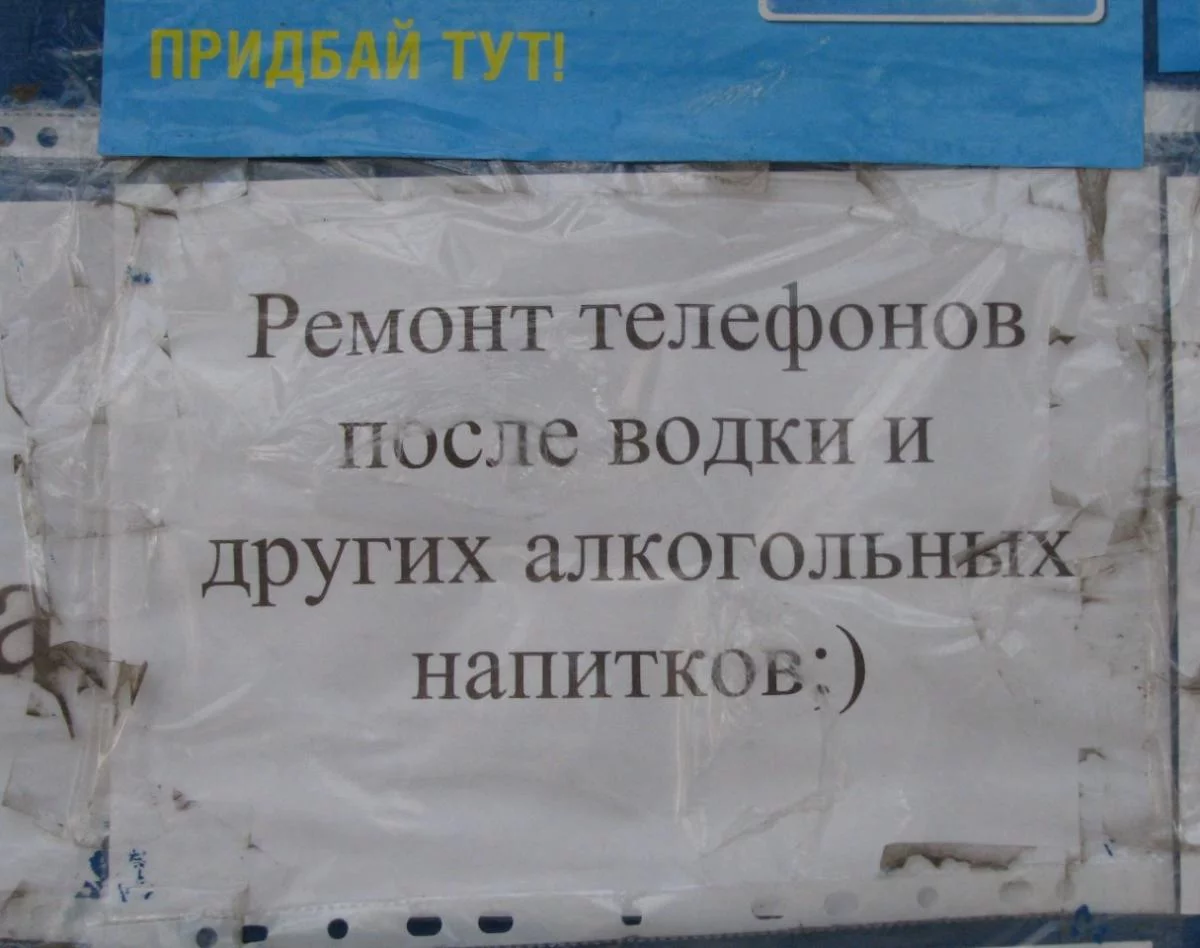 ПРИДБАЙ ТУТ!
Ремонт телефонов
после водки и
других алкогольных
напитков:)
а